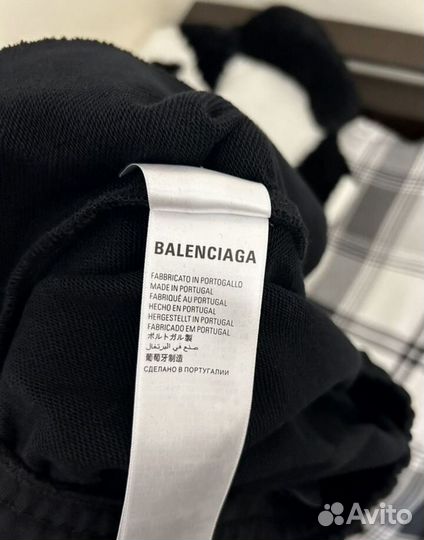 BALENCIAGA
FABBRICATO IN PORTOGALLO
MADE IN PORTUGAL
FABRIQUÉ AU PORTUGAL
HECHO EN PORTUGAL
HERGESTELLT IN PORTUGAL
FABRICADO EM PORTUGAL
ポルトガル製
صنع في البرتغال
葡萄牙制造
СДЕЛАНО В ПОРТУГАЛИИ
Avito